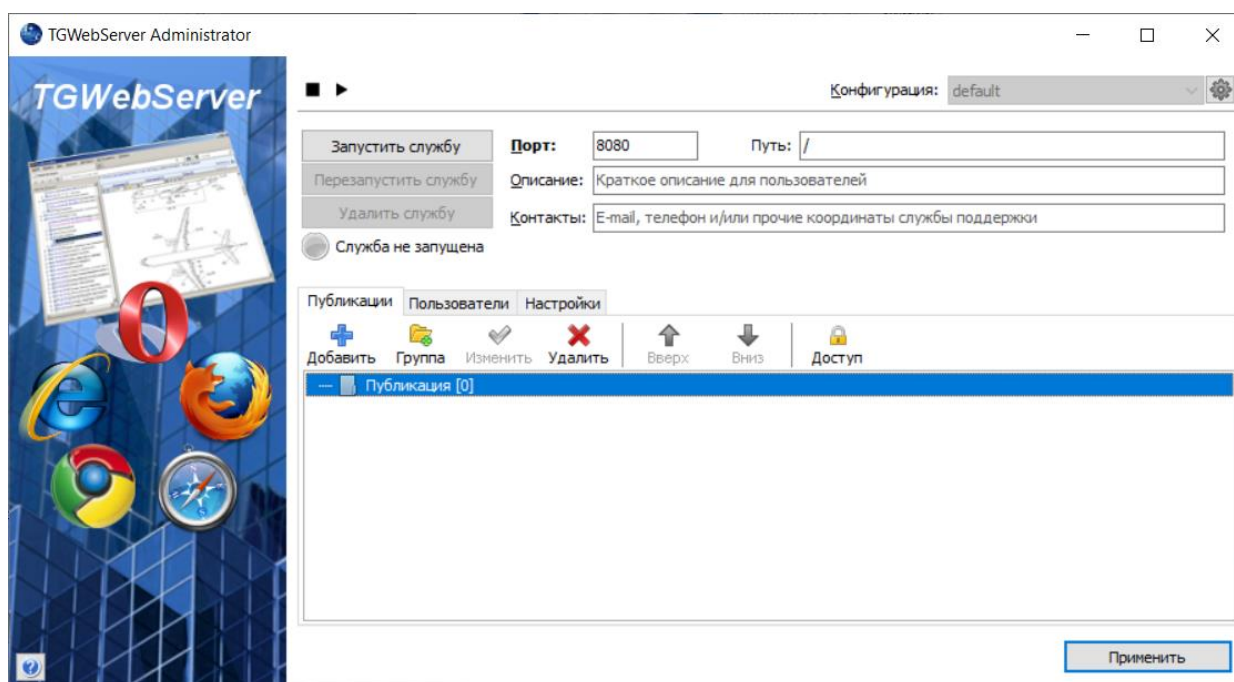 TGWebServer Administrator
TGWebServer
Конфигурация: default
Запустить службу Порт: 8080 Путь: /
Перезапустить службу Описание: Краткое описание для пользователей
Удалить службу Контакты: E-mail, телефон и/или прочие координаты службы поддержки
Служба не запущена
Публикации Пользователи Настройки
Добавить Группа Изменить Удалить Вверх Вниз Доступ
Публикация [0]
Применить